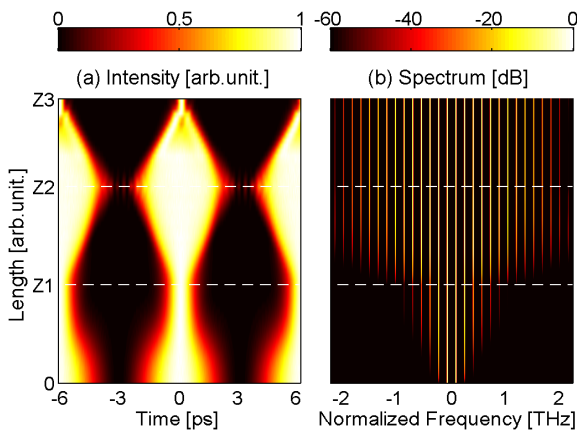 0 0.5 1
-60 -40 -20 0
(a) Intensity [arb.unit.]
(b) Spectrum [dB]
Z3
Z2
Z1
0
Length [arb.unit.]
-6 -3 0 3 6
-2 -1 0 1 2
Time [ps]
Normalized Frequency [THz]